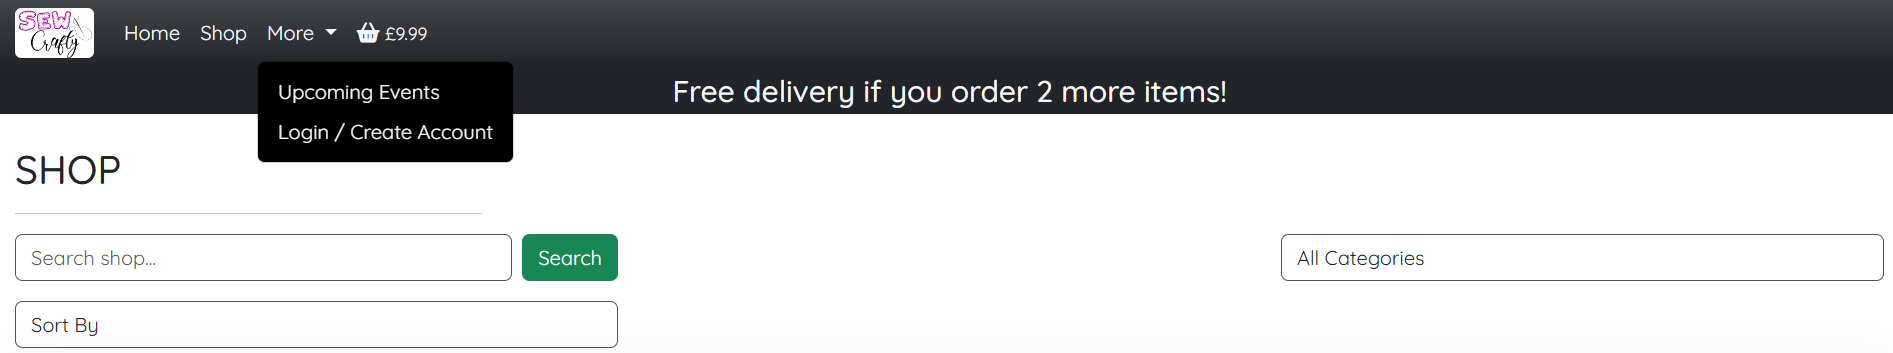 SEW
Crafty
Home Shop More £9.99
Upcoming Events
Login / Create Account
Free delivery if you order 2 more items!
SHOP
Search shop... Search
All Categories
Sort By